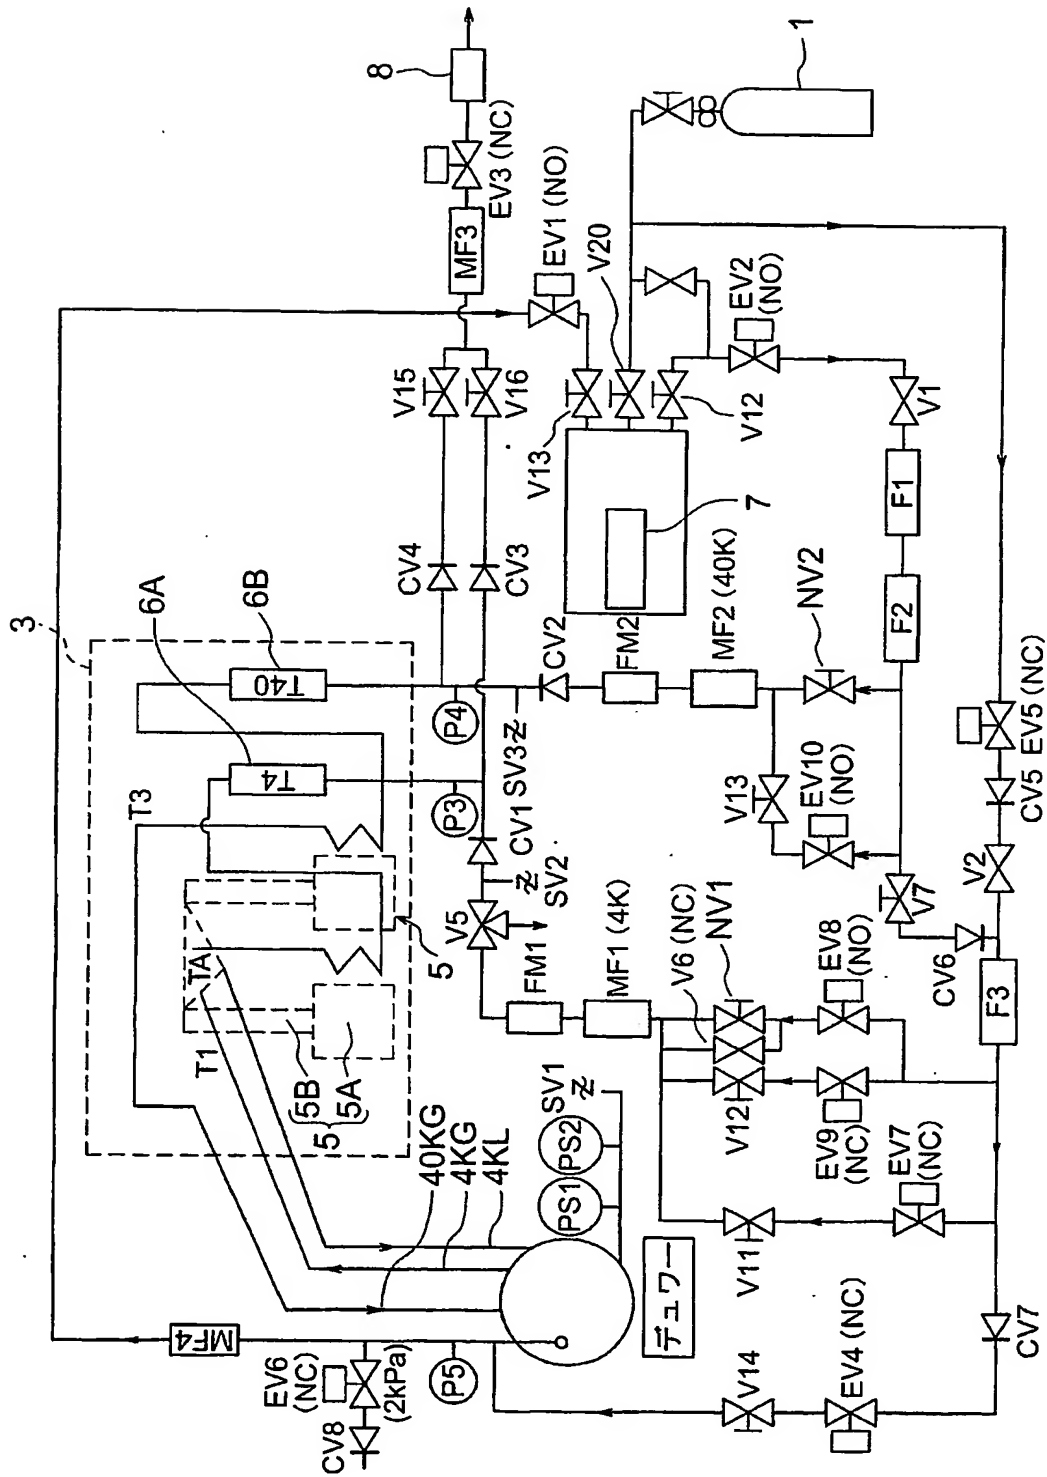 8
EV3 (NC)
MF3
1
EV1 (NO)
V20
EV2
(NO)
V15
V16
V13
V12
V1
7
F1
CV4
CV3
3
6A
6B
T40
T4
T3
P4
P3
SV3
CV2
FM2
MF2 (40K)
NV2
F2
EV5 (NC)
CV5
V13
EV10
(NO)
V2
V7
CV1
SV2
V5
5
TA
T1
5B
5A
5
FM1
MF1 (4K)
V6 (NC)
NV1
EV8
(NO)
CV6
F3
V12
EV9
(NC)
EV7
(NC)
40KG
4KG
4KL
SV1
PS2
PS1
V11
デュワー
MF4
EV6
(NC)
(2kPa)
CV8
P5
V14
EV4 (NC)
CV7